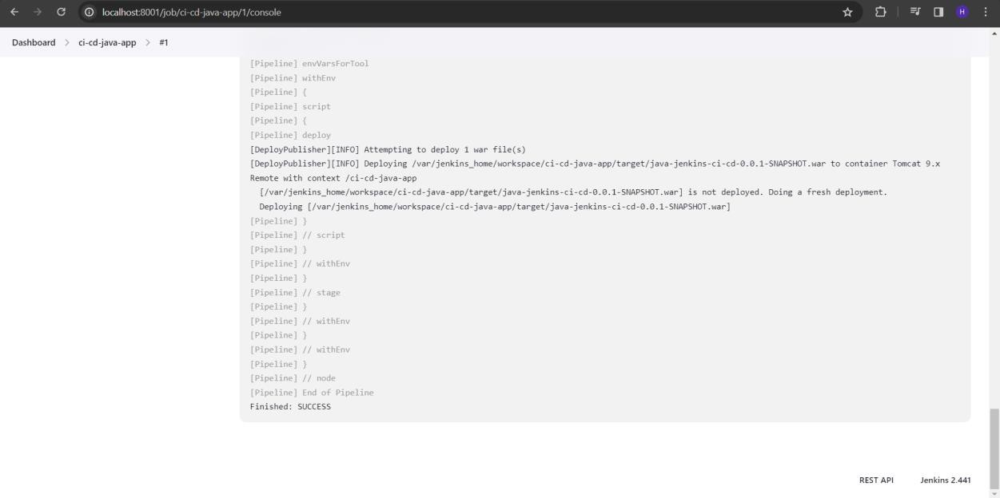 localhost:8001/job/ci-cd-java-app/1/console
H
Dashboard > ci-cd-java-app > #1
[Pipeline] envVarsForTool
[Pipeline] withEnv
[Pipeline] {
[Pipeline] script
[Pipeline] {
[Pipeline] deploy
[DeployPublisher][INFO] Attempting to deploy 1 war file(s)
[DeployPublisher][INFO] Deploying /var/jenkins_home/workspace/ci-cd-java-app/target/java-jenkins-ci-cd-0.0.1-SNAPSHOT.war to container Tomcat 9.x
Remote with context /ci-cd-java-app
[/var/jenkins_home/workspace/ci-cd-java-app/target/java-jenkins-ci-cd-0.0.1-SNAPSHOT.war] is not deployed. Doing a fresh deployment.
Deploying [/var/jenkins_home/workspace/ci-cd-java-app/target/java-jenkins-ci-cd-0.0.1-SNAPSHOT.war]
[Pipeline] }
[Pipeline] // script
[Pipeline] }
[Pipeline] // withEnv
[Pipeline] }
[Pipeline] // stage
[Pipeline] }
[Pipeline] // withEnv
[Pipeline] }
[Pipeline] // withEnv
[Pipeline] }
[Pipeline] // node
[Pipeline] End of Pipeline
Finished: SUCCESS
REST API Jenkins 2.441